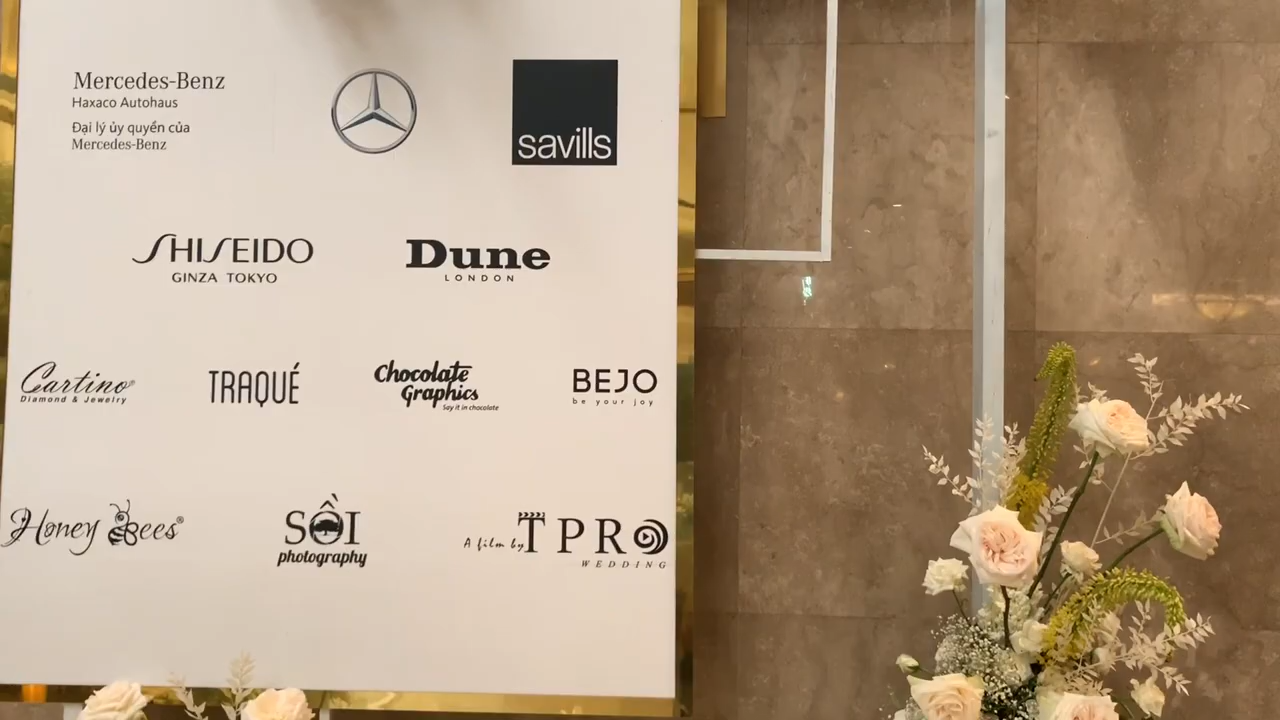 Mercedes-Benz
Haxaco Autohaus
Đại lý ủy quyền của
Mercedes-Benz
savills
SHISEIDO
GINZA TOKYO
Dune
LONDON
Cartino®
Diamond & Jewelry
TRAQUÉ
Chocolate
Graphics
Say it in chocolate
BEJO
be your joy
Honey Bees®
SỒI
photography
A film by TPRO
WEDDING